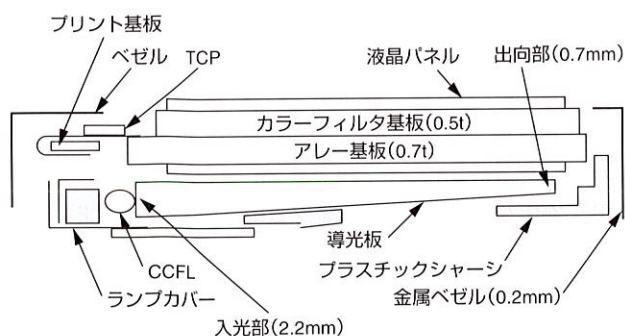 プリント基板
ベゼル
TCP
液晶パネル
出向部(0.7mm)
カラーフィルタ基板(0.5t)
アレー基板(0.7t)
CCFL
ランプカバー
入光部(2.2mm)
導光板
プラスチックシャーシ
金属ベゼル(0.2mm)